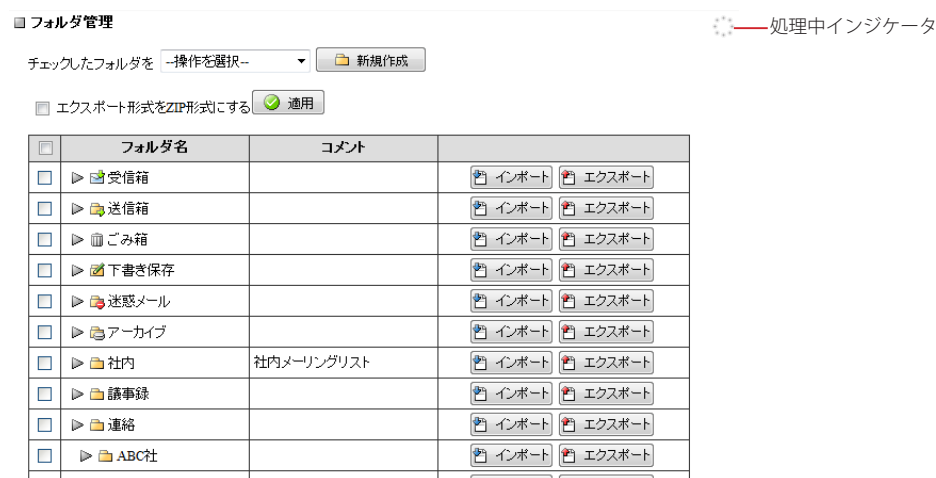 フォルダ管理
処理中インジケータ
チェックしたフォルダを --操作を選択-- 新規作成
エクスポート形式をZIP形式にする 適用
フォルダ名 コメント
受信箱 インポート エクスポート
送信箱 インポート エクスポート
ごみ箱 インポート エクスポート
下書き保存 インポート エクスポート
迷惑メール インポート エクスポート
アーカイブ インポート エクスポート
社内 社内メーリングリスト インポート エクスポート
議事録 インポート エクスポート
連絡 インポート エクスポート
ABC社 インポート エクスポート